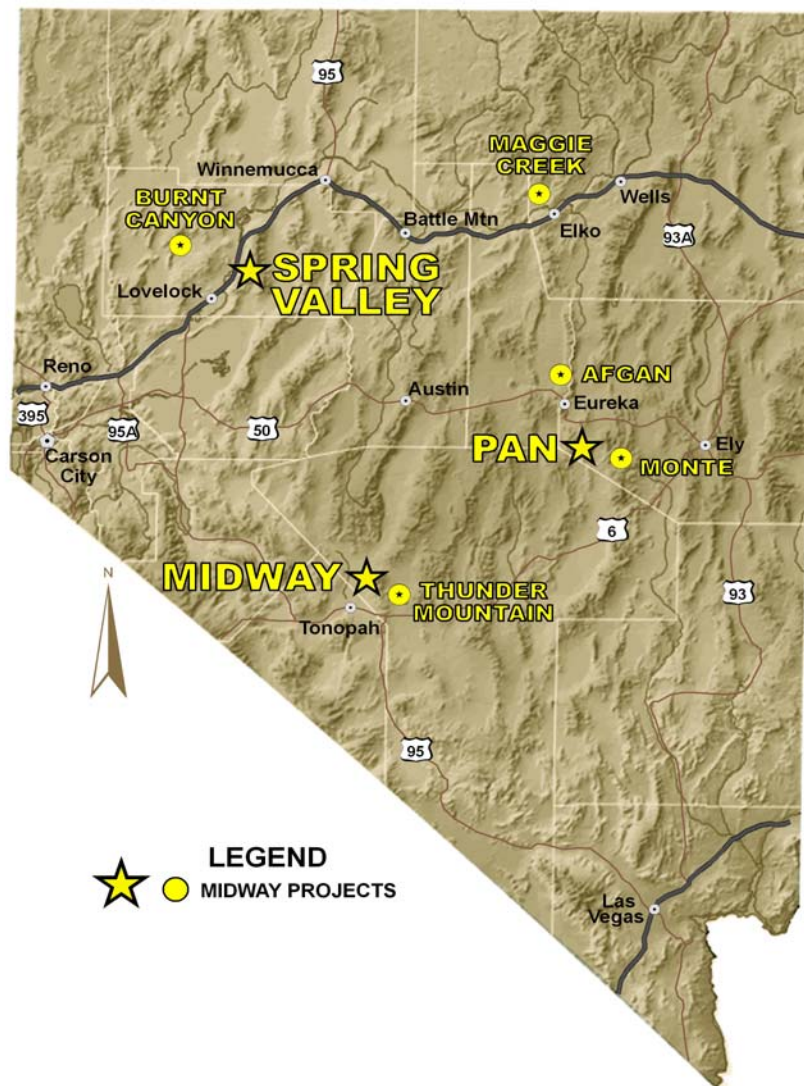 95
MAGGIE
CREEK
Winnemucca
BURNT
CANYON
Wells
Battle Mtn
Elko
93A
SPRING
VALLEY
Lovelock
Reno
AFGAN
Austin
Eureka
395
95A
50
Carson
City
PAN
Ely
MONTE
6
MIDWAY
N
THUNDER
MOUNTAIN
93
Tonopah
95
LEGEND
MIDWAY PROJECTS
Las
Vegas